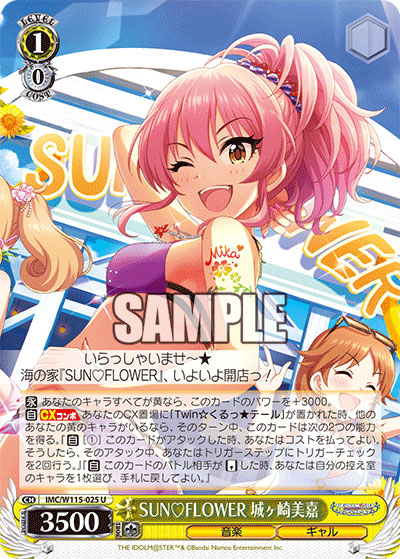 LEVEL
1
0
COST
SUN
WER
Mika
SAMPLE
いらっしゃいませ～★
海の家『SUN♡FLOWER』、いよいよ開店っ！
永 あなたのキャラすべてが黄なら、このカードのパワーを＋3000。
自 CXコンボ あなたのCX置場に「Twin☆くるっ★テール」が置かれた時、他の
あなたの黄のキャラがいるなら、そのターン中、このカードは次の2つの能力
を得る。『自［①］ このカードがアタックした時、あなたはコストを払ってよい。
そうしたら、そのアタック中、あなたはトリガーステップにトリガーチェック
を2回行う。』『自 このカードのバトル相手が［▼］した時、あなたは自分の控え室
のキャラを1枚選び、手札に戻してよい。』
CH IMC/W115-025 U
3500
POWER
SOUL
SUN♡FLOWER 城ヶ崎美嘉
THE IDOLM@STER
音楽
ギャル
THE IDOLM@STER™ & ©Bandai Namco Entertainment Inc.